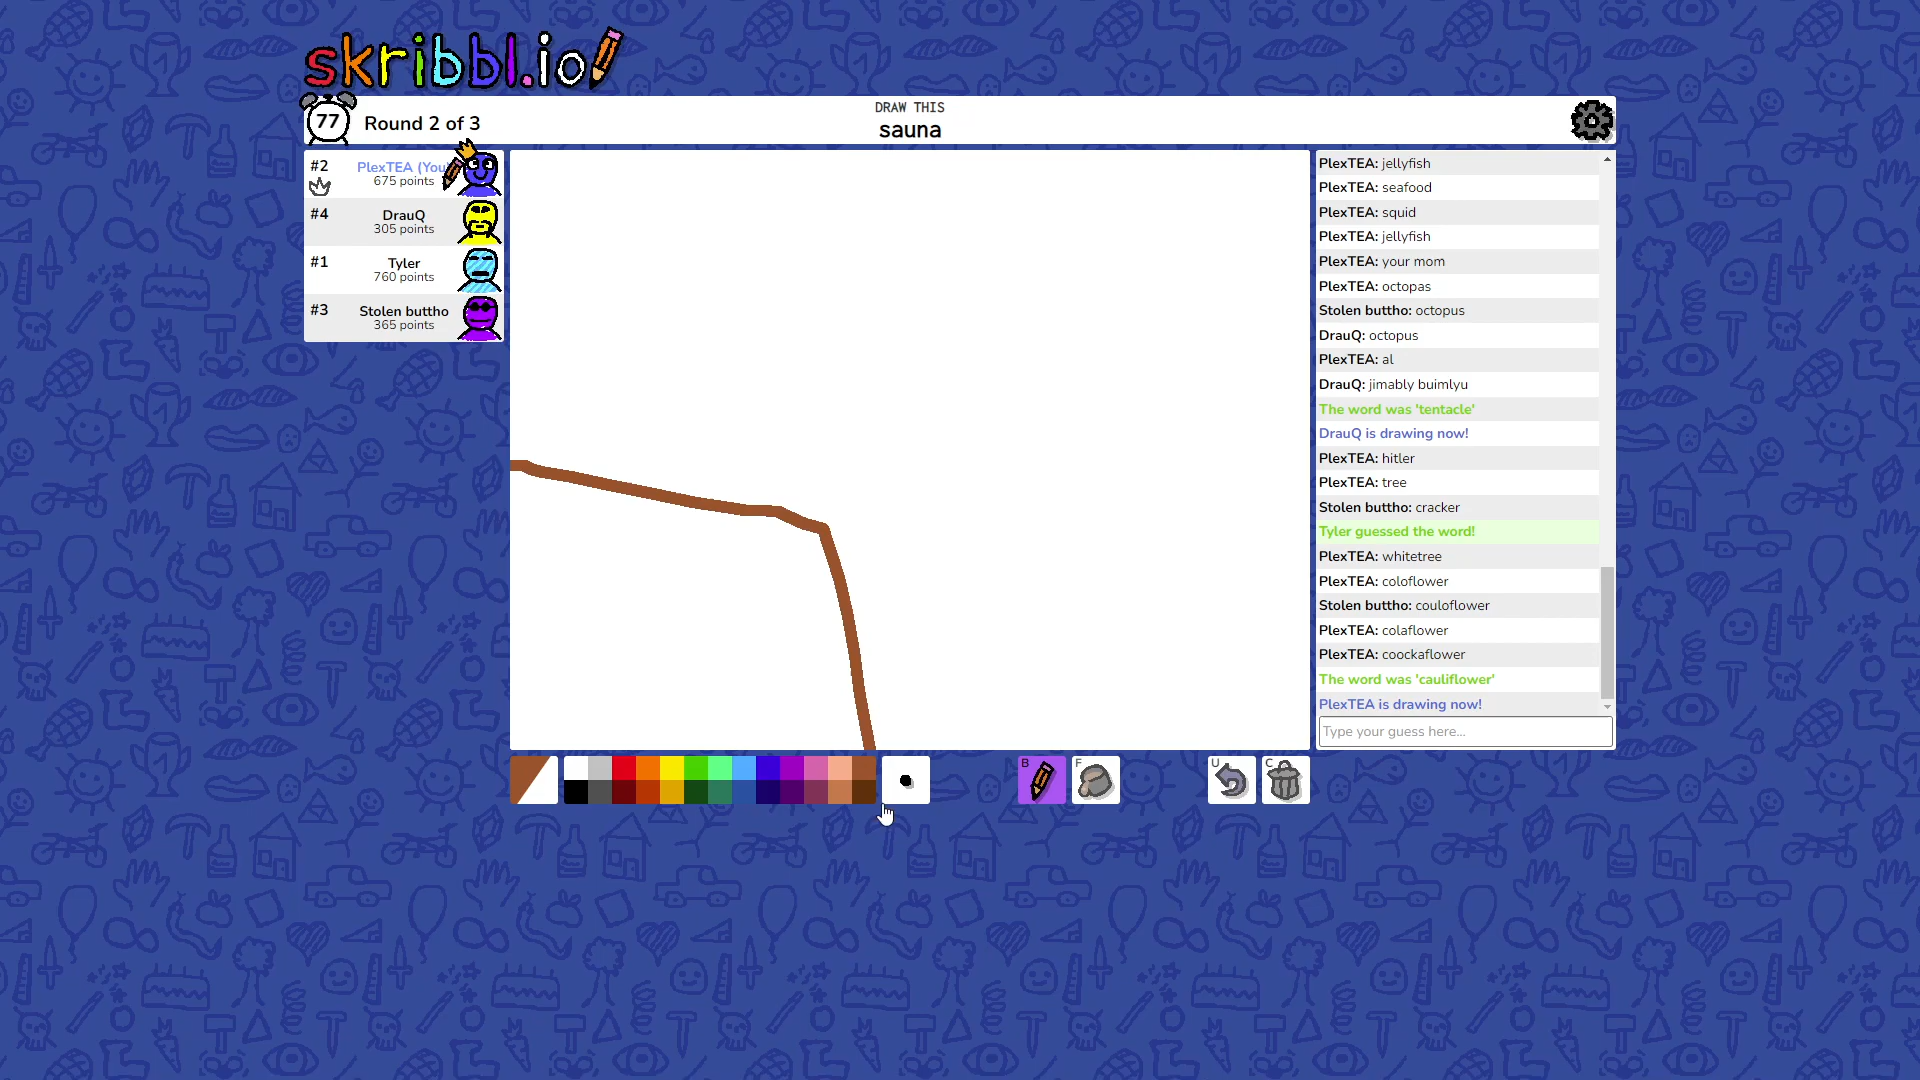 skribbl.io
77
Round 2 of 3
DRAW THIS
sauna
#2
PlexTEA (You
675 points
#4
DrauQ
305 points
#1
Tyler
760 points
#3
Stolen buttho
365 points
PlexTEA: jellyfish
PlexTEA: seafood
PlexTEA: squid
PlexTEA: jellyfish
PlexTEA: your mom
PlexTEA: octopas
Stolen buttho: octopus
DrauQ: octopus
PlexTEA: al
DrauQ: jimably buimlyu
The word was 'tentacle'
DrauQ is drawing now!
PlexTEA: hitler
PlexTEA: tree
Stolen buttho: cracker
Tyler guessed the word!
PlexTEA: whitetree
PlexTEA: coloflower
Stolen buttho: couloflower
PlexTEA: colaflower
PlexTEA: coockaflower
The word was 'cauliflower'
PlexTEA is drawing now!
Type your guess here...
B
F
U
C